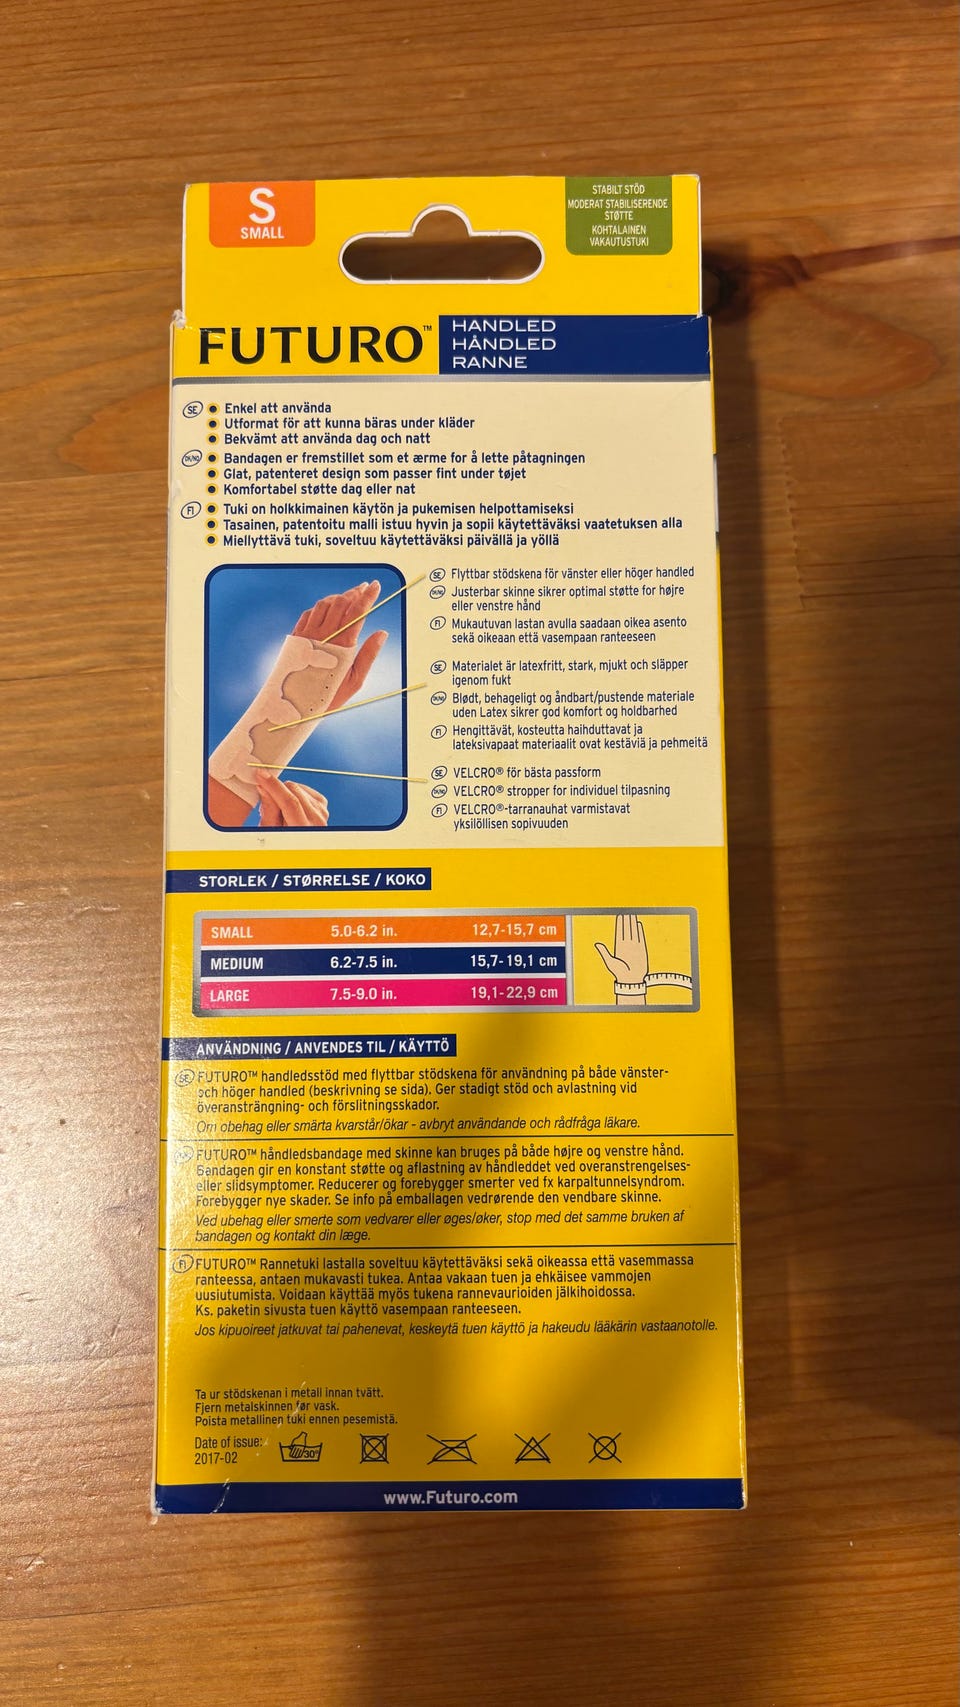 S
SMALL
STABILT STÖD
MODERAT STABILISERENDE
STØTTE
KOHTALAINEN
VAKAUTUSTUKI
FUTURO™
HANDLED
HÅNDLED
RANNE
SE
Enkel att använda
Utformat för att kunna bäras under kläder
Bekvämt att använda dag och natt
DK/NO
Bandagen er fremstillet som et ærme for å lette påtagningen
Glat, patenteret design som passer fint under tøjet
Komfortabel støtte dag eller nat
FI
Tuki on holkkimainen käytön ja pukemisen helpottamiseksi
Tasainen, patentoitu malli istuu hyvin ja sopii käytettäväksi vaatetuksen alla
Miellyttävä tuki, soveltuu käytettäväksi päivällä ja yöllä
SE Flyttbar stödskena för vänster eller höger handled
DK/NO Justerbar skinne sikrer optimal støtte for højre
eller venstre hånd
FI Mukautuvan lastan avulla saadaan oikea asento
sekä oikeaan että vasempaan ranteeseen
SE Materialet är latexfritt, stark, mjukt och släpper
igenom fukt
DK/NO Blødt, behageligt og åndbart/pustende materiale
uden Latex sikrer god komfort og holdbarhed
FI Hengittävät, kosteutta haihduttavat ja
lateksivapaat materiaalit ovat kestäviä ja pehmeitä
SE VELCRO® för bästa passform
DK/NO VELCRO® stropper for individuel tilpasning
FI VELCRO®-tarranauhat varmistavat
yksilöllisen sopivuuden
STORLEK / STØRRELSE / KOKO
SMALL 5.0-6.2 in. 12,7-15,7 cm
MEDIUM 6.2-7.5 in. 15,7-19,1 cm
LARGE 7.5-9.0 in. 19,1-22,9 cm
ANVÄNDNING / ANVENDES TIL / KÄYTTÖ
SE FUTURO™ handledsstöd med flyttbar stödskena för användning på både vänster-
och höger handled (beskrivning se sida). Ger stadigt stöd och avlastning vid
överansträngning- och förslitningsskador.
Om obehag eller smärta kvarstår/ökar - avbryt användande och rådfråga läkare.
FUTURO™ håndledsbandage med skinne kan bruges på både højre og venstre hånd.
Bandagen gir en konstant støtte og aflastning av håndleddet ved overanstrengelses-
eller slidsymptomer. Reducerer og forebygger smerter ved fx karpaltunnelsyndrom.
Forebygger nye skader. Se info på emballagen vedrørende den vendbare skinne.
Ved ubehag eller smerte som vedvarer eller øges/øker, stop med det samme bruken af
bandagen og kontakt din læge.
FI FUTURO™ Rannetuki lastalla soveltuu käytettäväksi sekä oikeassa että vasemmassa
ranteessa, antaen mukavasti tukea. Antaa vakaan tuen ja ehkäisee vammojen
uusiutumista. Voidaan käyttää myös tukena rannevaurioiden jälkihoidossa.
Ks. paketin sivusta tuen käyttö vasempaan ranteeseen.
Jos kipuoireet jatkuvat tai pahenevat, keskeytä tuen käyttö ja hakeudu lääkärin vastaanotolle.
Ta ur stödskenan i metall innan tvätt.
Fjern metalskinnen før vask.
Poista metallinen tuki ennen pesemistä.
Date of issue:
2017-02
30°
www.Futuro.com